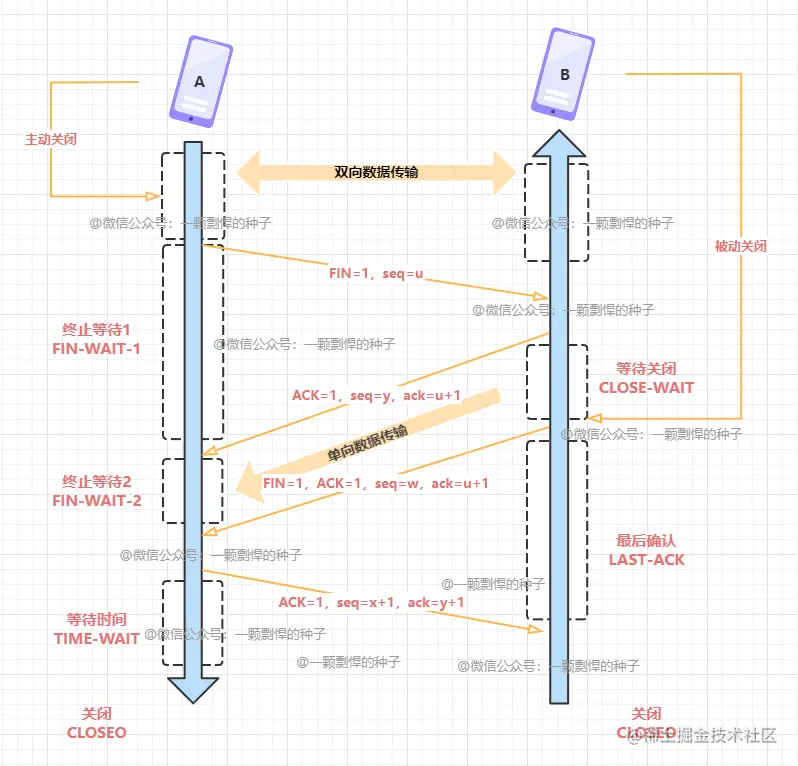 A
B
主动关闭
双向数据传输
@微信公众号：一颗剽悍的种子
@微信公众号：一颗剽悍的种子
被动关闭
FIN=1，seq=u
@微信公众号：一颗剽悍的种子
终止等待1
FIN-WAIT-1
@微信公众号：一颗剽悍的种子
等待关闭
CLOSE-WAIT
ACK=1，seq=y，ack=u+1
单向数据传输
@微信公众号：一颗剽悍的种子
终止等待2
FIN-WAIT-2
FIN=1，ACK=1，seq=w，ack=u+1
最后确认
LAST-ACK
@微信公众号：一颗剽悍的种子
@一颗剽悍的种子
ACK=1，seq=x+1，ack=y+1
等待时间
TIME-WAIT
@微信公众号：一颗剽悍的种子
@一颗剽悍的种子
@微信公众号：一颗剽悍的种子
关闭
CLOSEO
关闭
CLOSEO
@稀土掘金技术社区